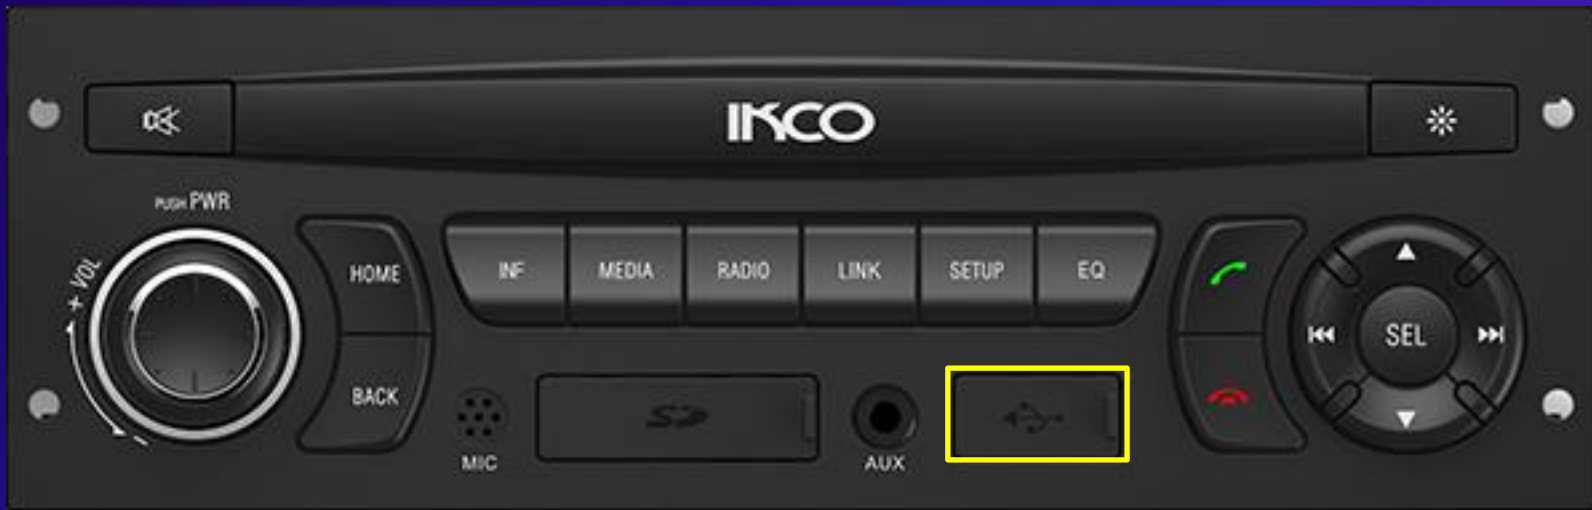 IKCO
PUSH PWR
+ VOL -
HOME
INF
MEDIA
RADIO
LINK
SETUP
EQ
SEL
BACK
MIC
SD
AUX